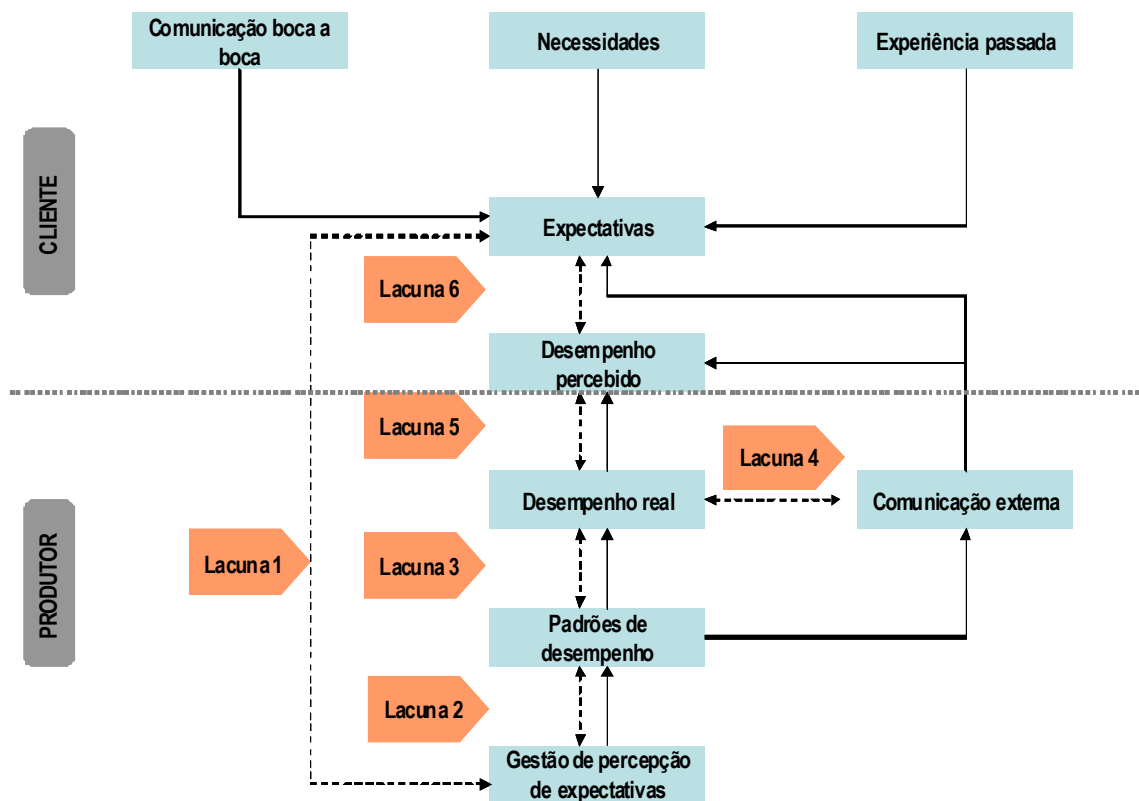 Comunicação boca a
boca
Necessidades
Experiência passada
CLIENTE
Expectativas
Lacuna 6
Desempenho
percebido
Lacuna 5
Lacuna 4
Desempenho real
Comunicação externa
PRODUTOR
Lacuna 1
Lacuna 3
Padrões de
desempenho
Lacuna 2
Gestão de percepção
de expectativas